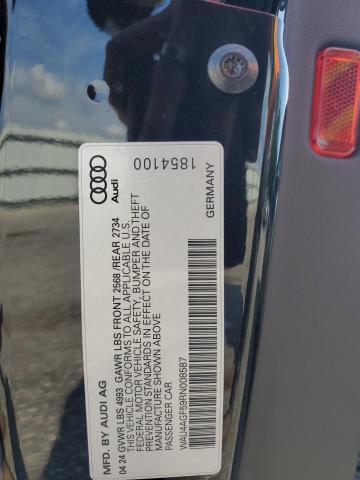 MFD. BY AUDI AG
04 24 GVWR LBS 4993 GAWR LBS FRONT 2568 /REAR 2734
THIS VEHICLE CONFORMS TO ALL APPLICABLE U.S.
FEDERAL MOTOR VEHICLE SAFETY, BUMPER AND THEFT
PREVENTION STANDARDS IN EFFECT ON THE DATE OF
MANUFACTURE SHOWN ABOVE
PASSENGER CAR
WAU4AGF59RN008587
Audi
1854100
GERMANY